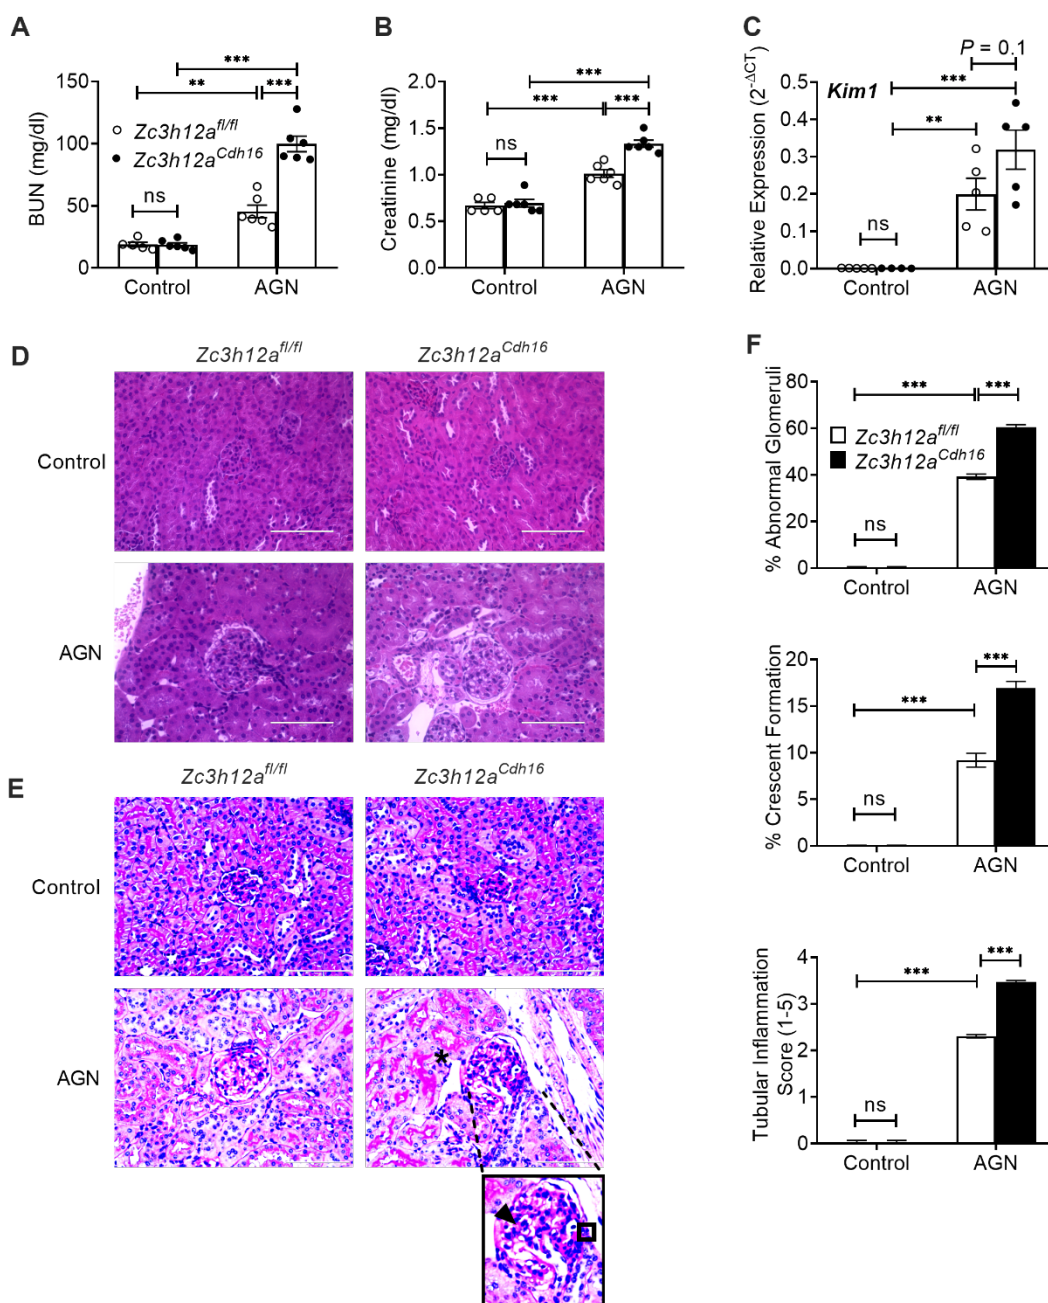 A
BUN (mg/dl)
150
100
50
0
***
**
***
ns
Zc3h12a^fl/fl
Zc3h12a^Cdh16
Control
AGN
B
Creatinine (mg/dl)
2.0
1.5
1.0
0.5
0.0
***
***
***
ns
Control
AGN
C
Relative Expression (2^-ΔCT)
P = 0.1
0.5
0.4
0.3
0.2
0.1
0.0
Kim1
***
**
ns
Control
AGN
D
Zc3h12a^fl/fl
Zc3h12a^Cdh16
Control
AGN
E
Zc3h12a^fl/fl
Zc3h12a^Cdh16
Control
AGN
*
F
% Abnormal Glomeruli
80
60
40
20
0
***
***
Zc3h12a^fl/fl
Zc3h12a^Cdh16
ns
Control
AGN
% Crescent Formation
20
15
10
5
0
***
***
ns
Control
AGN
Tubular Inflammation
Score (1-5)
4
3
2
1
0
***
***
ns
Control
AGN